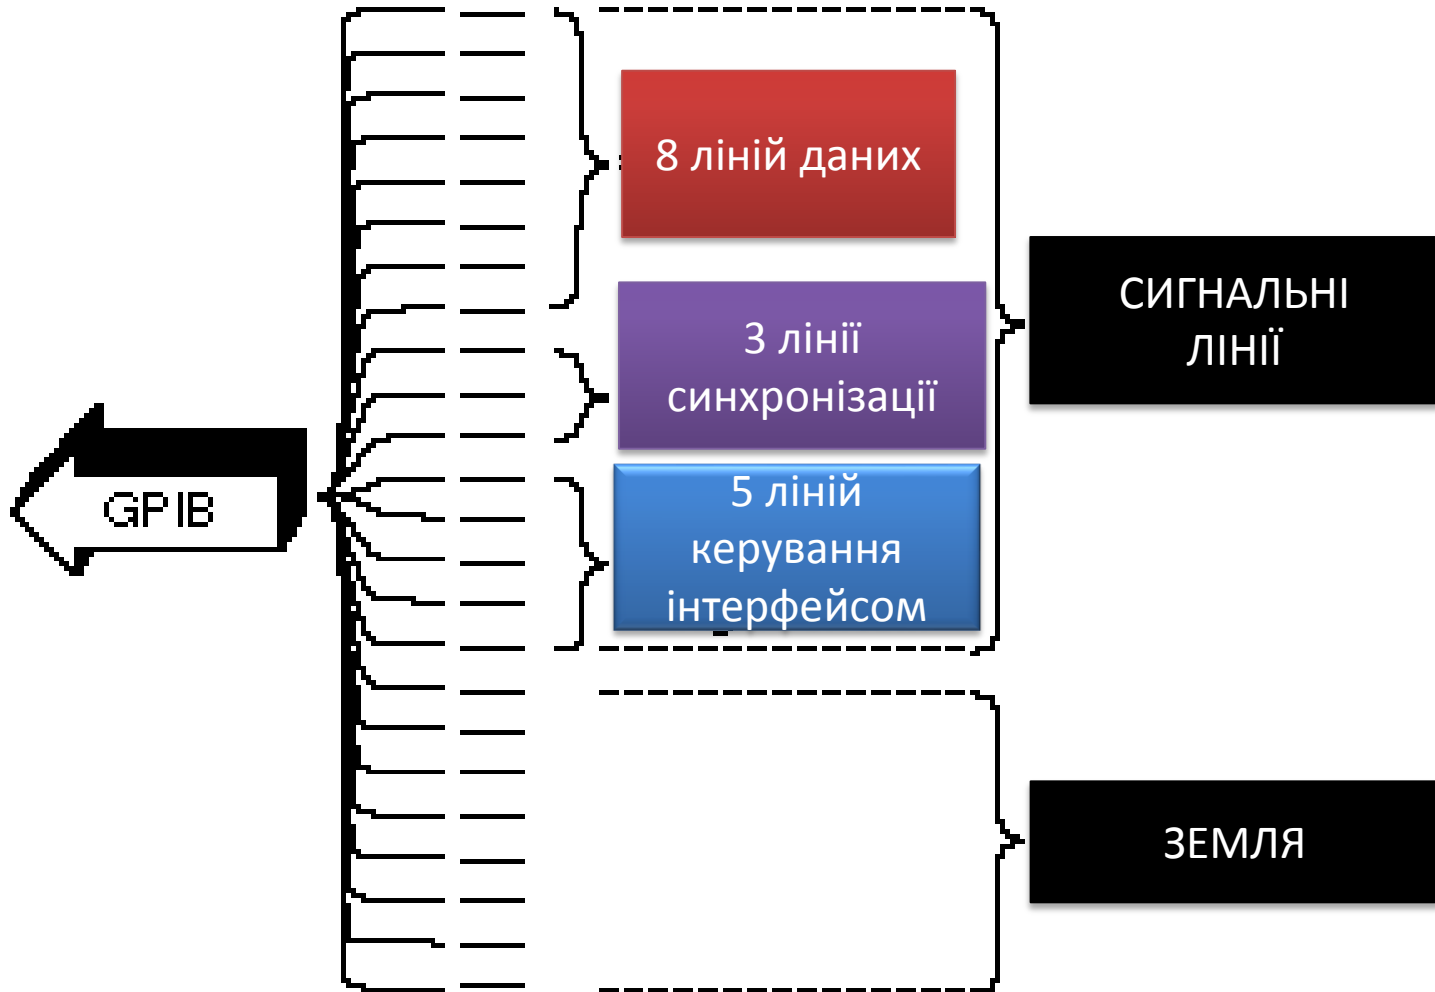 8 ліній даних
СИГНАЛЬНІ
ЛІНІЇ
3 лінії
синхронізації
GPIB
5 ліній
керування
інтерфейсом
ЗЕМЛЯ